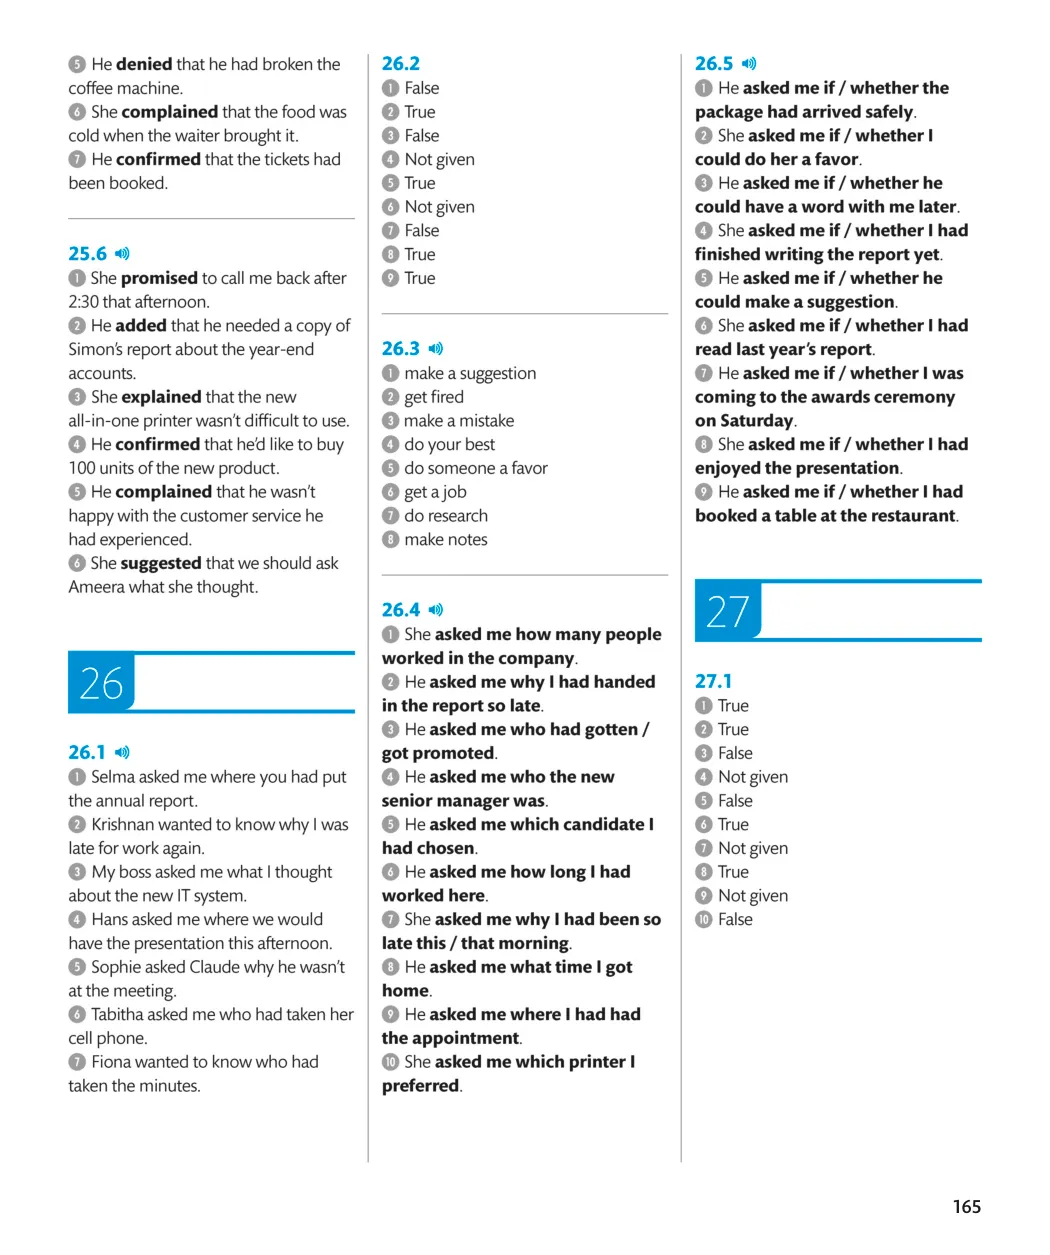 5 He denied that he had broken the
coffee machine.
6 She complained that the food was
cold when the waiter brought it.
7 He confirmed that the tickets had
been booked.
25.6
1 She promised to call me back after
2:30 that afternoon.
2 He added that he needed a copy of
Simon's report about the year-end
accounts.
3 She explained that the new
all-in-one printer wasn't difficult to use.
4 He confirmed that he'd like to buy
100 units of the new product.
5 He complained that he wasn't
happy with the customer service he
had experienced.
6 She suggested that we should ask
Ameera what she thought.
26
26.1
1 Selma asked me where you had put
the annual report.
2 Krishnan wanted to know why I was
late for work again.
3 My boss asked me what I thought
about the new IT system.
4 Hans asked me where we would
have the presentation this afternoon.
5 Sophie asked Claude why he wasn't
at the meeting.
6 Tabitha asked me who had taken her
cell phone.
7 Fiona wanted to know who had
taken the minutes.
26.2
1 False
2 True
3 False
4 Not given
5 True
6 Not given
7 False
8 True
9 True
26.3
1 make a suggestion
2 get fired
3 make a mistake
4 do your best
5 do someone a favor
6 get a job
7 do research
8 make notes
26.4
1 She asked me how many people
worked in the company.
2 He asked me why I had handed
in the report so late.
3 He asked me who had gotten /
got promoted.
4 He asked me who the new
senior manager was.
5 He asked me which candidate I
had chosen.
6 He asked me how long I had
worked here.
7 She asked me why I had been so
late this / that morning.
8 He asked me what time I got
home.
9 He asked me where I had had
the appointment.
10 She asked me which printer I
preferred.
26.5
1 He asked me if / whether the
package had arrived safely.
2 She asked me if / whether I
could do her a favor.
3 He asked me if / whether he
could have a word with me later.
4 She asked me if / whether I had
finished writing the report yet.
5 He asked me if / whether he
could make a suggestion.
6 She asked me if / whether I had
read last year's report.
7 He asked me if / whether I was
coming to the awards ceremony
on Saturday.
8 She asked me if / whether I had
enjoyed the presentation.
9 He asked me if / whether I had
booked a table at the restaurant.
27
27.1
1 True
2 True
3 False
4 Not given
5 False
6 True
7 Not given
8 True
9 Not given
10 False
165